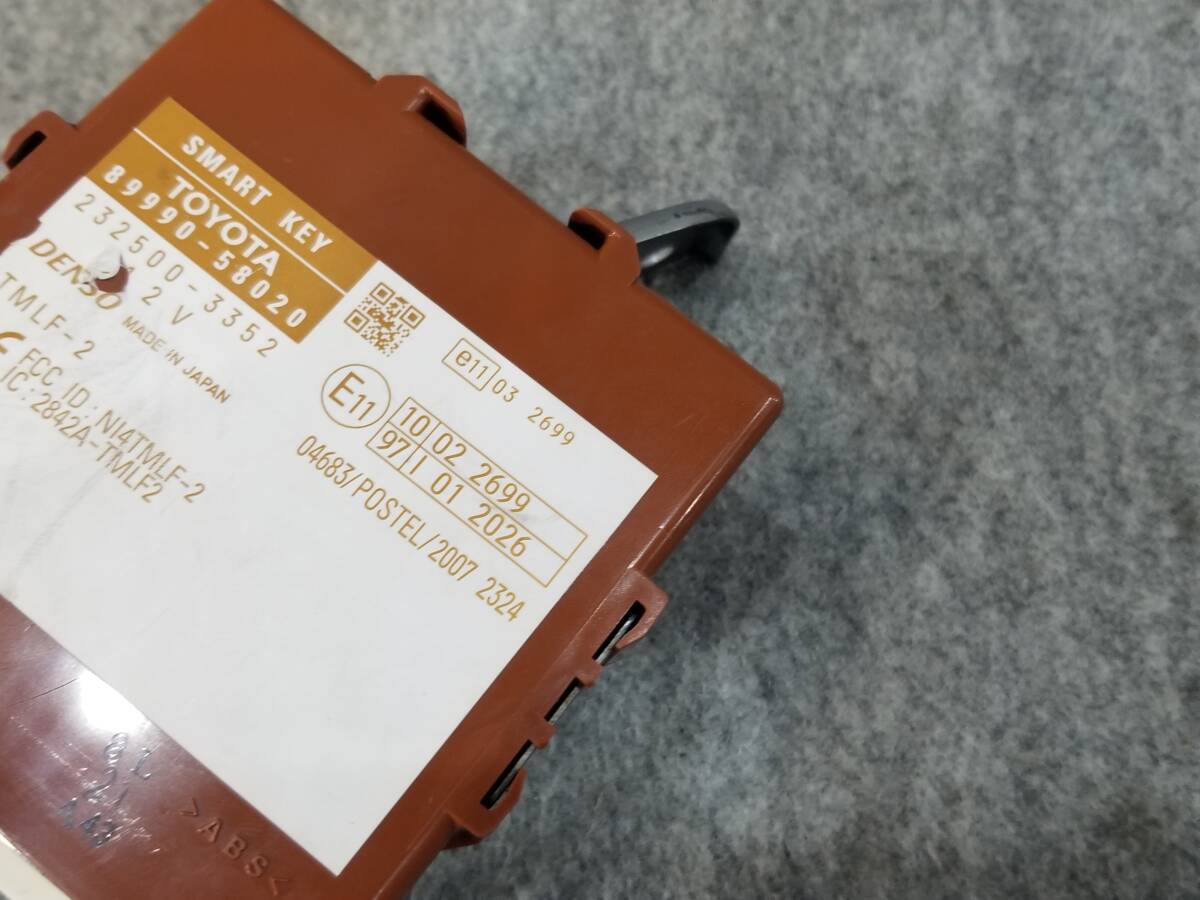 SMART KEY
TOYOTA
89990-58020
232500-3352
DENSO
2V
MADE IN JAPAN
TMLF-2
FCC ID: NI4TMLF-2
IC: 2842A-TMLF2
e11 03 2699
E11
10 02 2699
97 I 01 2026
04683/POSTEL/2007 2324
>ABS<